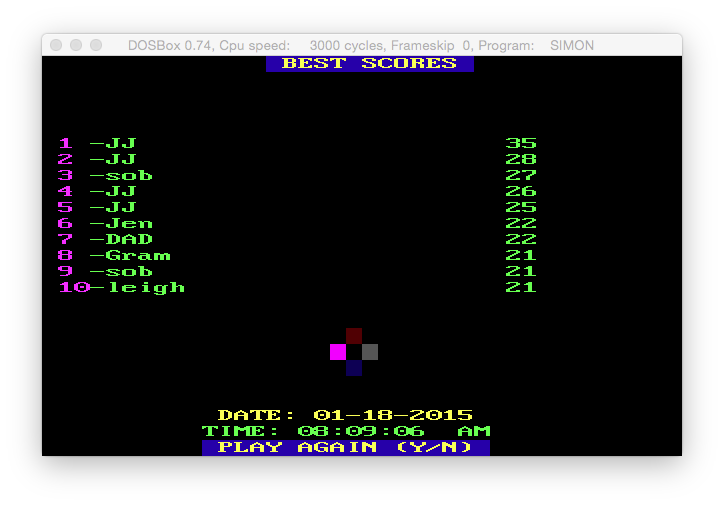 DOSBox 0.74, Cpu speed: 3000 cycles, Frameskip 0, Program: SIMON
BEST SCORES
1 -JJ 35
2 -JJ 28
3 -sob 27
4 -JJ 26
5 -JJ 25
6 -Jen 22
7 -DAD 22
8 -Gram 21
9 -sob 21
10-leigh 21
DATE: 01-18-2015
TIME: 08:09:06 AM
PLAY AGAIN (Y/N)